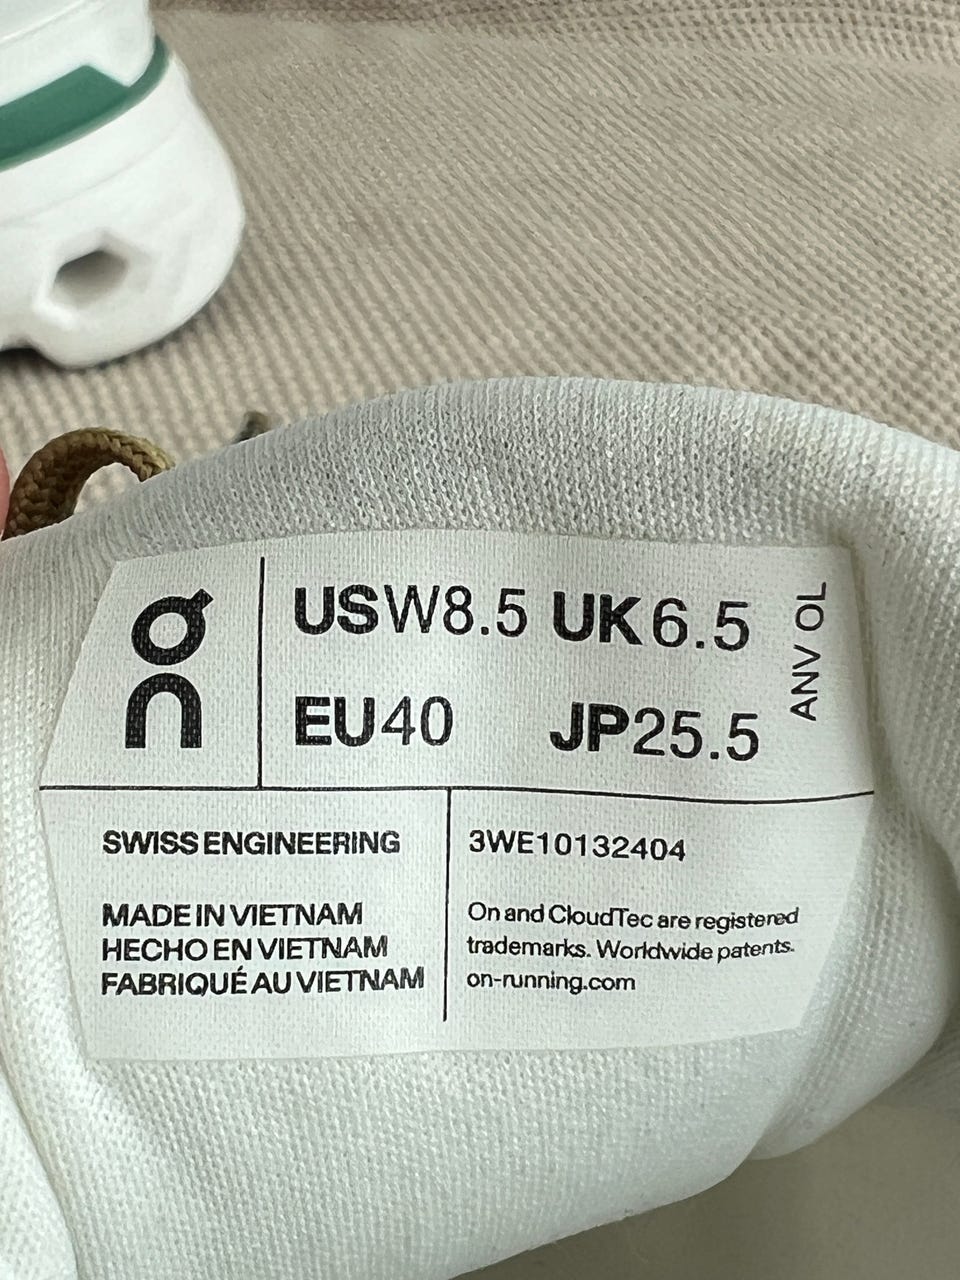 on
USW8.5 UK6.5
EU40 JP25.5
ANV OL
SWISS ENGINEERING
MADE IN VIETNAM
HECHO EN VIETNAM
FABRIQUÉ AU VIETNAM
3WE10132404
On and CloudTec are registered
trademarks. Worldwide patents.
on-running.com